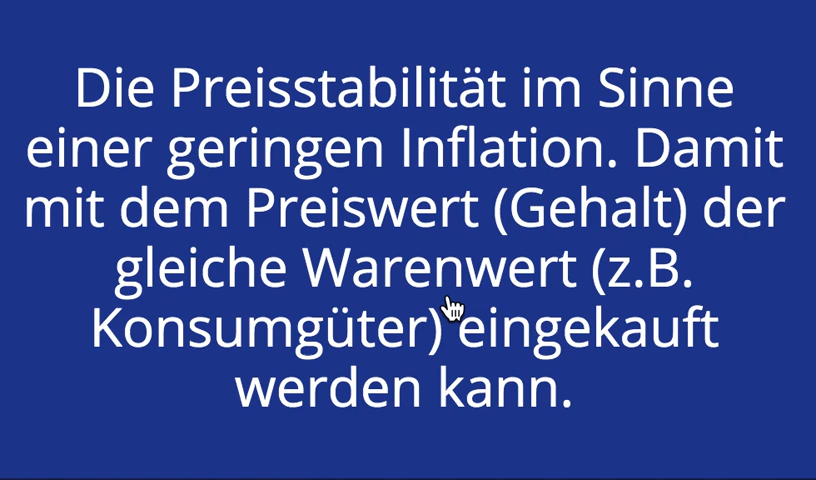 Die Preisstabilität im Sinne
einer geringen Inflation. Damit
mit dem Preiswert (Gehalt) der
gleiche Warenwert (z.B.
Konsumgüter) eingekauft
werden kann.